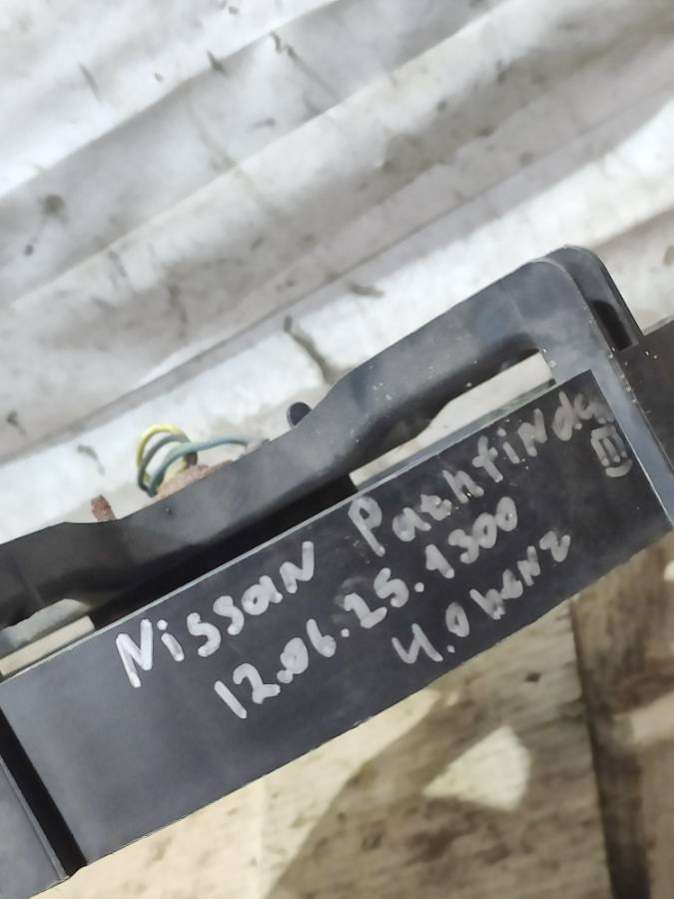 Nissan Pathfinder
12.06.25.1300
4.0 benz